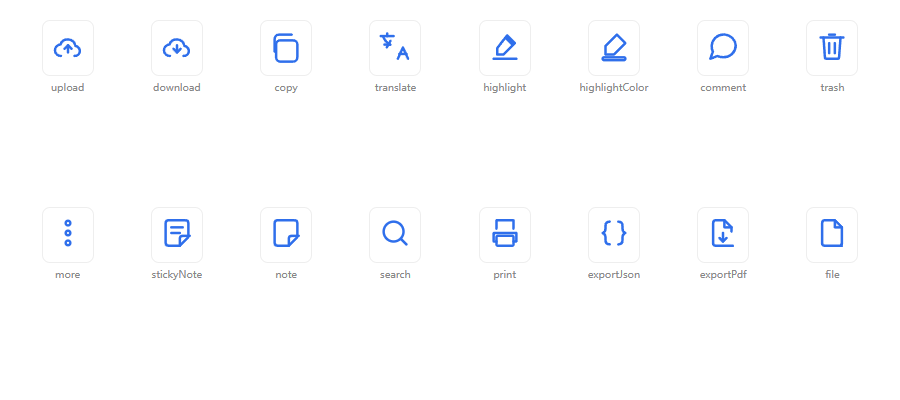 upload download copy translate highlight highlightColor comment trash
more stickyNote note search print exportJson exportPdf file